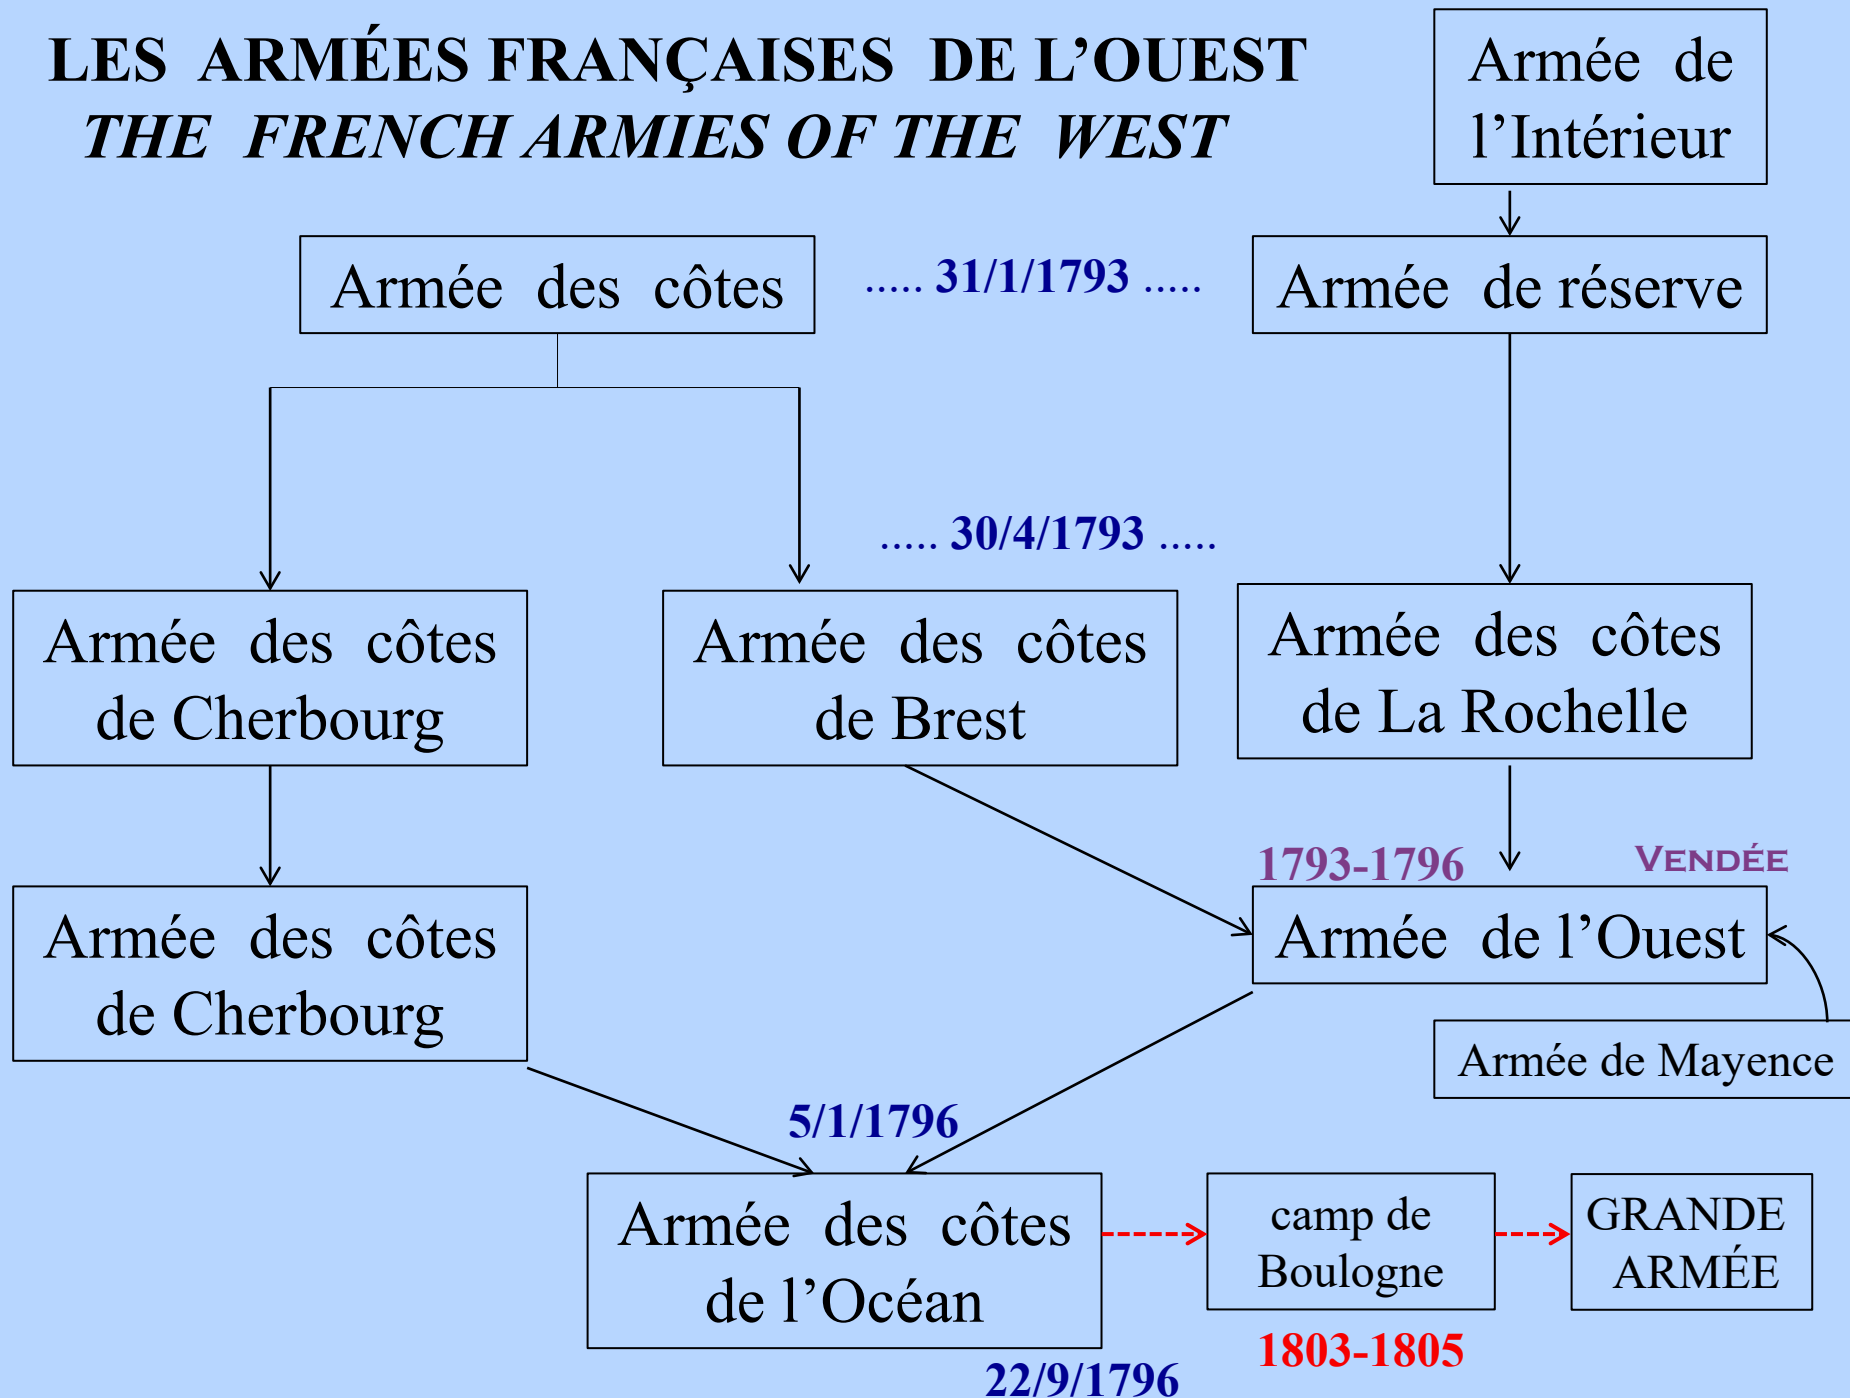 LES ARMÉES FRANÇAISES DE L’OUEST
THE FRENCH ARMIES OF THE WEST
Armée de
l’Intérieur
Armée des côtes
..... 31/1/1793 .....
Armée de réserve
..... 30/4/1793 .....
Armée des côtes
de Cherbourg
Armée des côtes
de Brest
Armée des côtes
de La Rochelle
1793-1796
VENDÉE
Armée des côtes
de Cherbourg
Armée de l’Ouest
Armée de Mayence
5/1/1796
Armée des côtes
de l’Océan
camp de
Boulogne
GRANDE
ARMÉE
1803-1805
22/9/1796